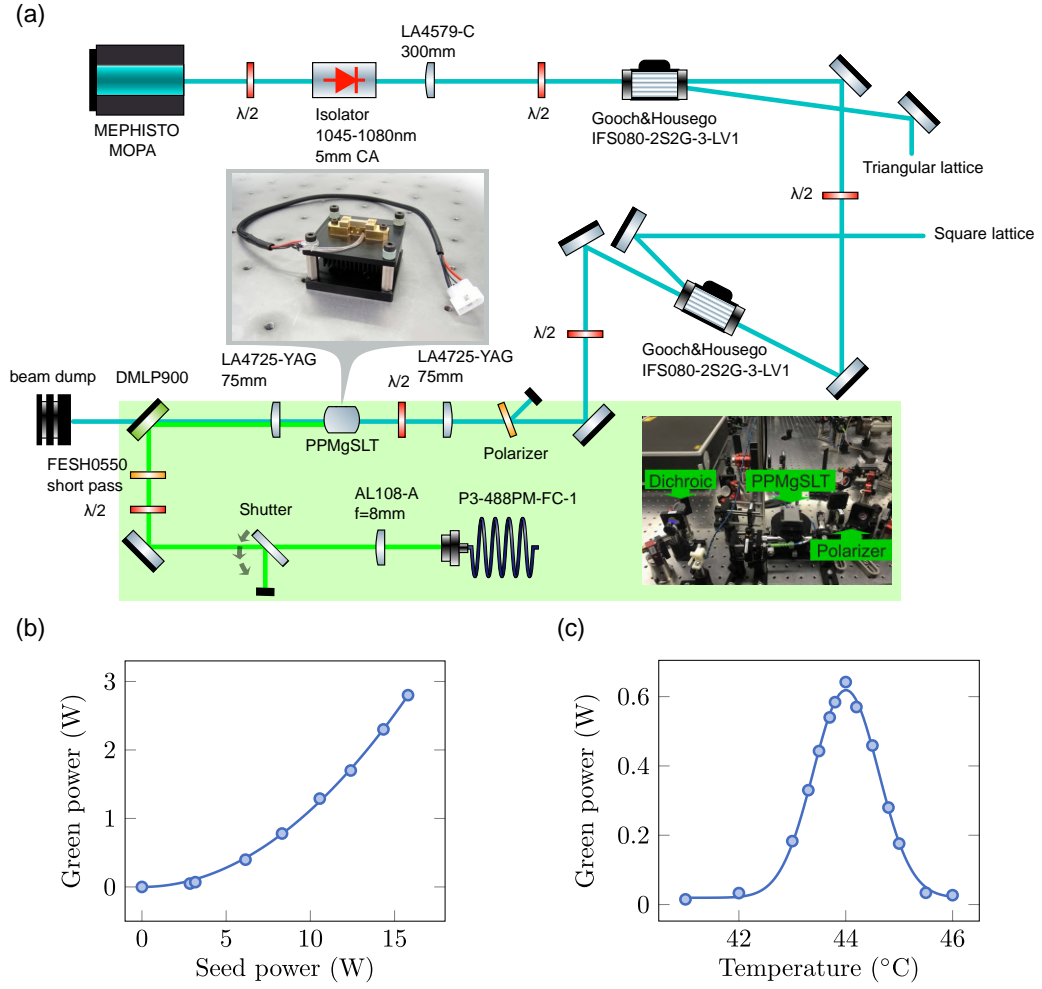 (a)
LA4579-C
300mm
MEPHISTO
MOPA
λ/2
Isolator
1045-1080nm
5mm CA
λ/2
Gooch&Housego
IFS080-2S2G-3-LV1
Triangular lattice
λ/2
Square lattice
λ/2
Gooch&Housego
IFS080-2S2G-3-LV1
beam dump
DMLP900
LA4725-YAG
75mm
λ/2
LA4725-YAG
75mm
PPMgSLT
Polarizer
FESH0550
short pass
λ/2
Shutter
AL108-A
f=8mm
P3-488PM-FC-1
Dichroic
PPMgSLT
Polarizer
(b)
3
2
1
0
Green power (W)
0
5
10
15
Seed power (W)
(c)
0.6
0.4
0.2
0
Green power (W)
42
44
46
Temperature (°C)